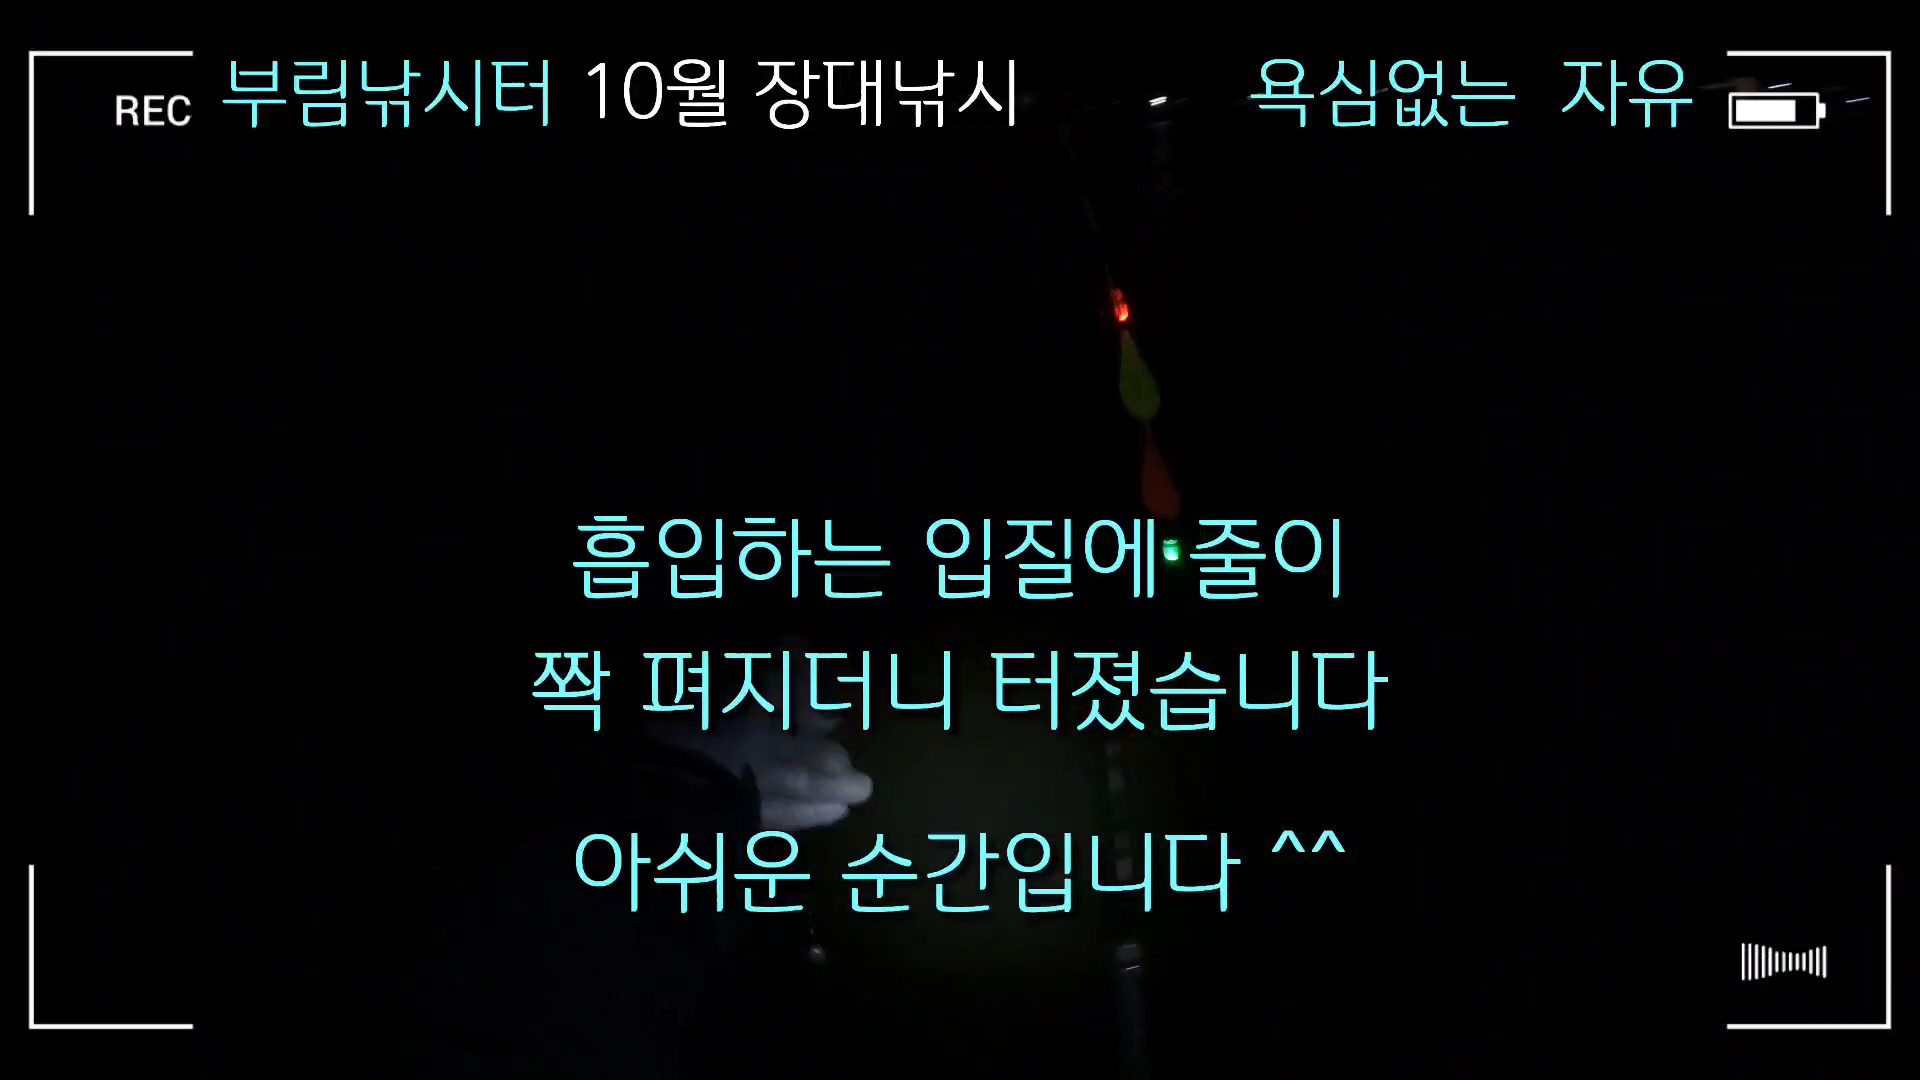 REC 부림낚시터 10월 장대낚시 욕심없는 자유
흡입하는 입질에 줄이
쫙 펴지더니 터졌습니다
아쉬운 순간입니다 ^^